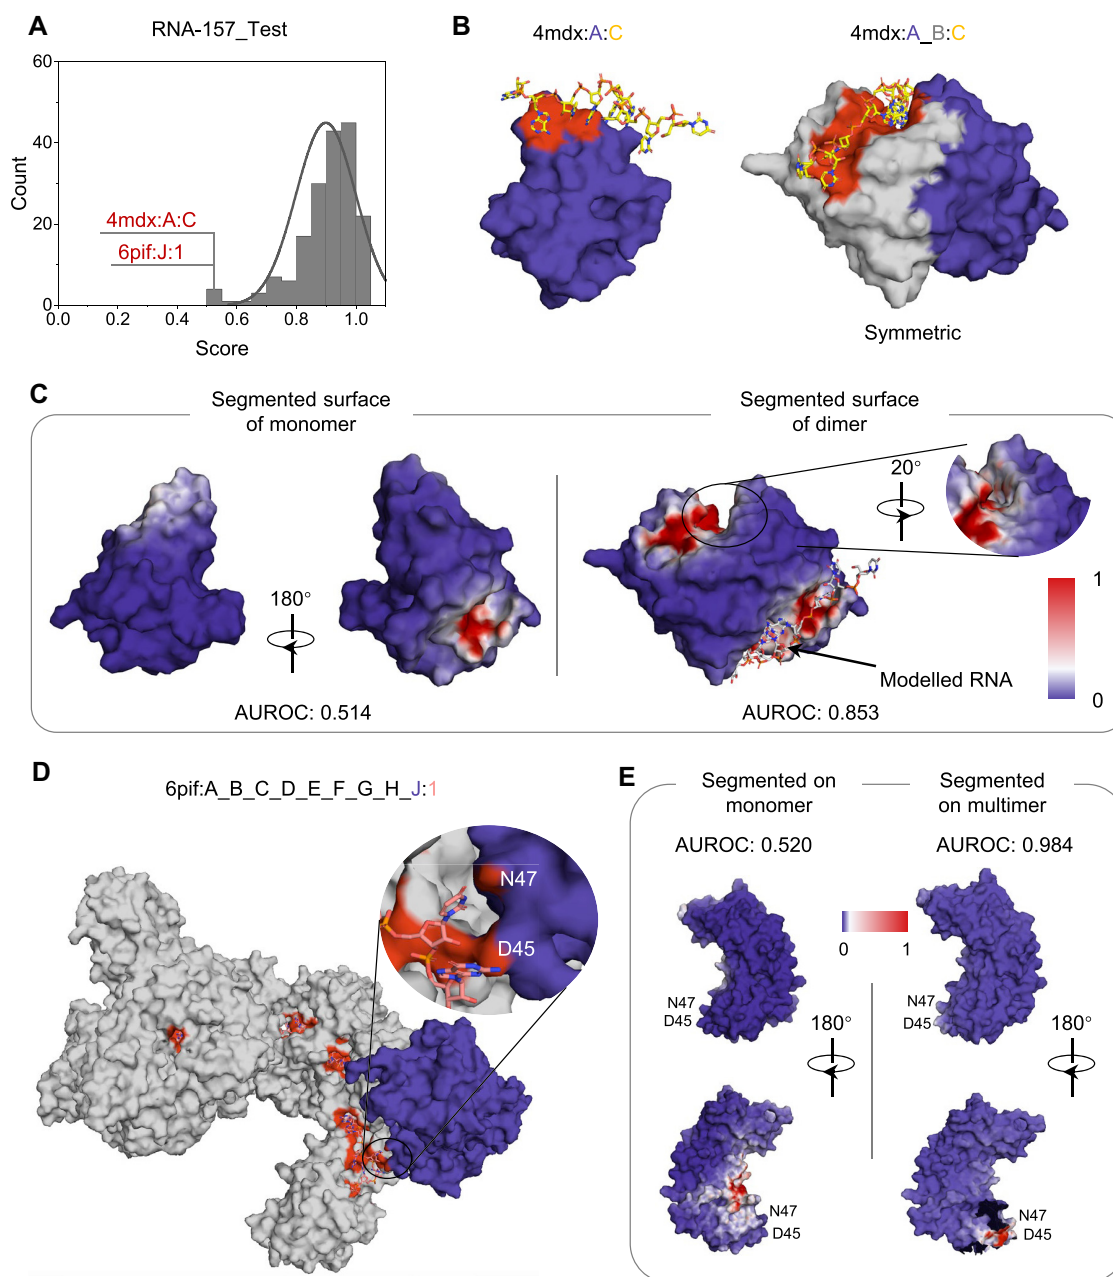 A
RNA-157_Test
60
40
20
0
Count
4mdx:A:C
6pif:J:1
0.0 0.2 0.4 0.6 0.8 1.0
Score
B
4mdx:A:C
4mdx:A_B:C
Symmetric
C
Segmented surface
of monomer
180°
AUROC: 0.514
Segmented surface
of dimer
20°
Modelled RNA
1
0
AUROC: 0.853
D
6pif:A_B_C_D_E_F_G_H_J:1
N47
D45
E
Segmented on
monomer
AUROC: 0.520
Segmented
on multimer
AUROC: 0.984
0 1
N47
D45
180°
N47
D45
N47
D45
180°
N47
D45